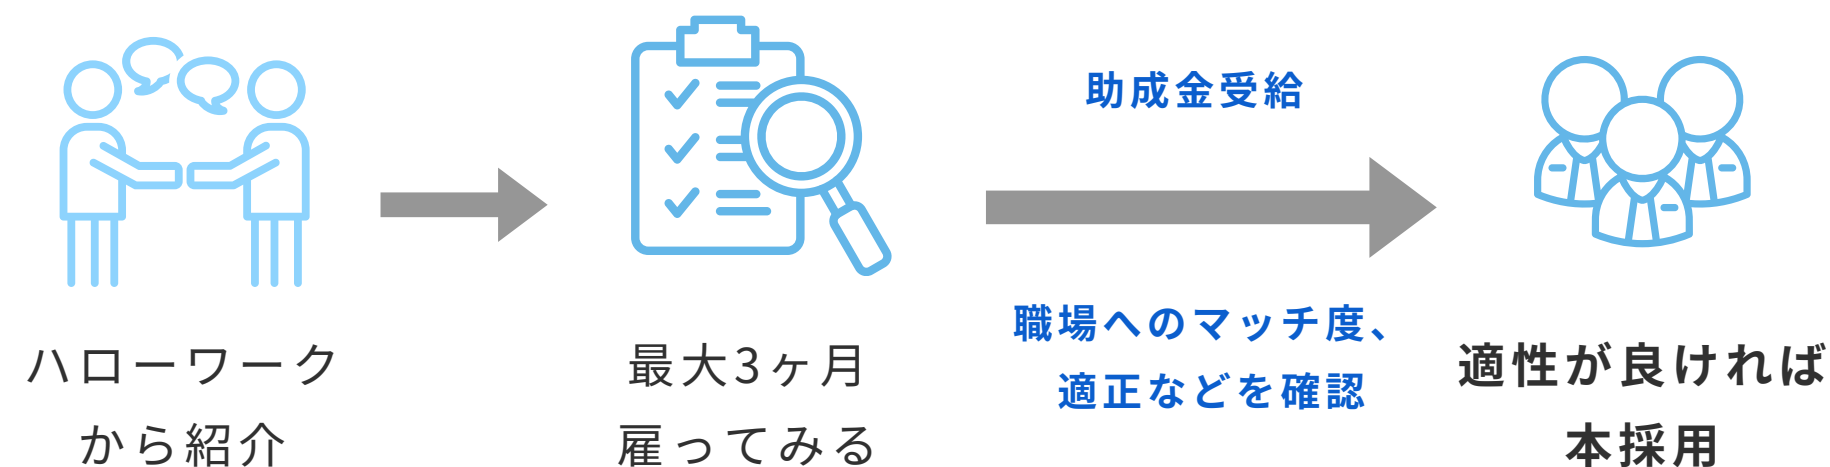 ハローワーク
から紹介
最大3ヶ月
雇ってみる
助成金受給
職場へのマッチ度、
適正などを確認
適性が良ければ
本採用